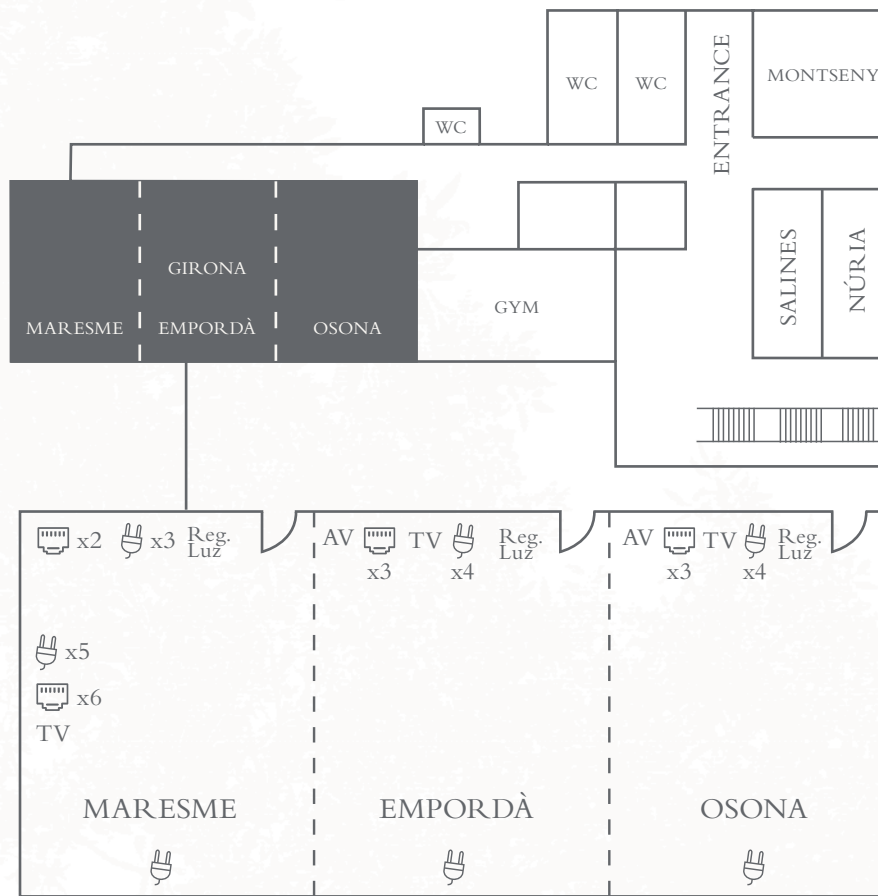 WC
WC
ENTRANCE
MONTSENY
WC
SALINES
NÚRIA
GIRONA
GYM
MARESME
EMPORDÀ
OSONA
x2
x3
Reg.
Luz
AV
TV
Reg.
Luz
x3
x4
AV
TV
Reg.
Luz
x3
x4
x5
x6
TV
MARESME
EMPORDÀ
OSONA